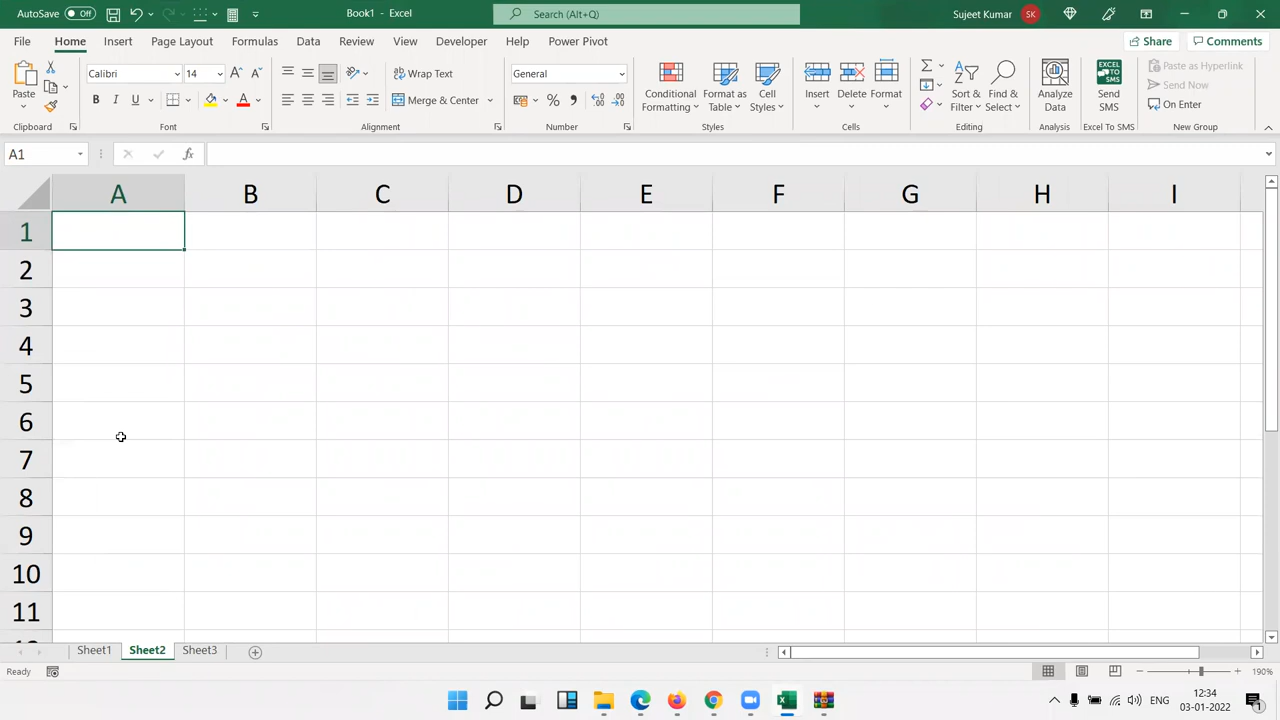 AutoSave Off Book1 - Excel Search (Alt+Q) Sujeet Kumar SK
File Home Insert Page Layout Formulas Data Review View Developer Help Power Pivot Share Comments
Paste Calibri 14 Wrap Text General Conditional Formatting Format as Table Cell Styles Insert Delete Format Sort & Filter Find & Select Analyze Data Send SMS Paste as Hyperlink
B I U Merge & Center Send Now
On Enter
Clipboard Font Alignment Number Styles Cells Editing Analysis Excel To SMS New Group
A1 fx
A B C D E F G H I
1
2
3
4
5
6
7
8
9
10
11
Sheet1 Sheet2 Sheet3
Ready 190%
ENG 12:34
03-01-2022